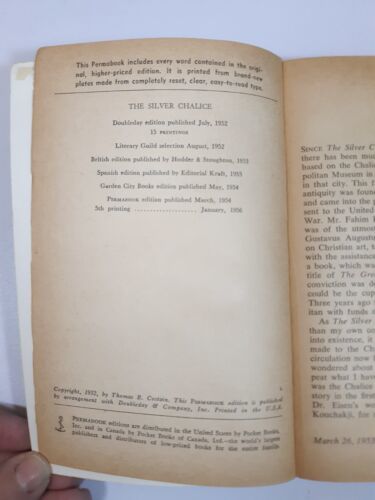 This Permabook includes every word contained in the origi-
nal, higher-priced edition. It is printed from brand-new
plates made from completely reset, clear, easy-to-read type.
THE SILVER CHALICE
Doubleday edition published July, 1952
15 PRINTINGS
Literary Guild selection August, 1952
British edition published by Hodder & Stoughton, 1953
Spanish edition published by Editorial Kraft, 1953
Garden City Books edition published May, 1954
PERMABOOK edition published March, 1954
5th printing .................... January, 1956
Copyright, 1952, by Thomas B. Costain. This PERMABOOK edition is published
by arrangement with Doubleday & Company, Inc. Printed in the U.S.A.
PERMABOOK editions are distributed in the United States by Pocket Books,
Inc. and in Canada by Pocket Books of Canada, Ltd.—the world's largest
publishers and distributors of low-priced books for the entire family.
SINCE The Silver C
there has been muc
based on the Chalic
politan Museum in
in that city. This f
antiquity was found
and came into the p
sent to the United
War. Mr. Fahim
was of the utmost
Gustavus Augustu
on Christian art, t
with the assistance
a book, which was
title of The Gre
conviction was de
could be the cup
Three years ago
itan with funds a
As The Silver
than my own
into existence, it
made to the Cha
circulation now
wondered about
peat what I have
was the Chalice
story in the first
Dr. Eisen's wo
Kouchakji, for
March 26, 1953